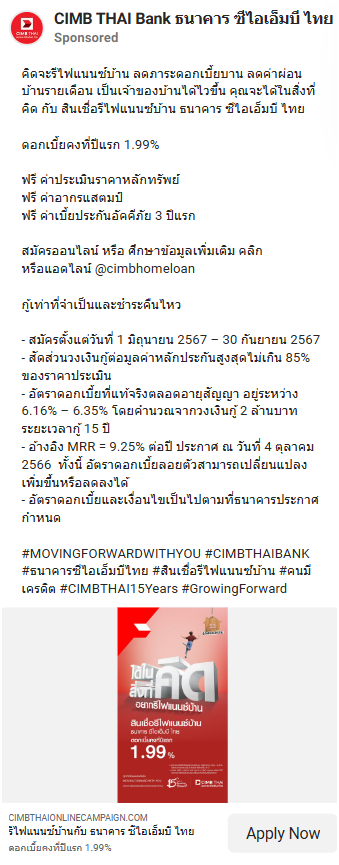 CIMB THAI Bank ธนาคาร ซีไอเอ็มบี ไทย
Sponsored
คิดจะรีไฟแนนซ์บ้าน ลดภาระดอกเบี้ยบาน ลดค่าผ่อน
บ้านรายเดือน เป็นเจ้าของบ้านได้ไวขึ้น คุณจะได้ในสิ่งที่
คิด กับ สินเชื่อรีไฟแนนซ์บ้าน ธนาคาร ซีไอเอ็มบี ไทย
ดอกเบี้ยคงที่ปีแรก 1.99%
ฟรี ค่าประเมินราคาหลักทรัพย์
ฟรี ค่าอากรแสตมป์
ฟรี ค่าเบี้ยประกันอัคคีภัย 3 ปีแรก
สมัครออนไลน์ หรือ ศึกษาข้อมูลเพิ่มเติม คลิก
หรือแอดไลน์ @cimbhomeloan
กู้เท่าที่จำเป็นและชำระคืนไหว
- สมัครตั้งแต่วันที่ 1 มิถุนายน 2567 – 30 กันยายน 2567
- สัดส่วนวงเงินกู้ต่อมูลค่าหลักประกันสูงสุดไม่เกิน 85%
ของราคาประเมิน
- อัตราดอกเบี้ยที่แท้จริงตลอดอายุสัญญา อยู่ระหว่าง
6.16% – 6.35% โดยคำนวณจากวงเงินกู้ 2 ล้านบาท
ระยะเวลากู้ 15 ปี
- อ้างอิง MRR = 9.25% ต่อปี ประกาศ ณ วันที่ 4 ตุลาคม
2566 ทั้งนี้ อัตราดอกเบี้ยลอยตัวสามารถเปลี่ยนแปลง
เพิ่มขึ้นหรือลดลงได้
- อัตราดอกเบี้ยและเงื่อนไขเป็นไปตามที่ธนาคารประกาศ
กำหนด
#MOVINGFORWARDWITHYOU #CIMBTHAIBANK
#ธนาคารซีไอเอ็มบีไทย #สินเชื่อรีไฟแนนซ์บ้าน #คนมี
เครดิต #CIMBTHAI15Years #GrowingForward
ได้ใน
สิ่งที่คิด
อยากรีไฟแนนซ์บ้าน
สินเชื่อรีไฟแนนซ์บ้าน
ธนาคาร ซีไอเอ็มบี ไทย
ดอกเบี้ยคงที่ปีแรก
1.99%
CIMB THAI
CIMBTHAIONLINECAMPAIGN.COM
รีไฟแนนซ์บ้านกับ ธนาคาร ซีไอเอ็มบี ไทย
ดอกเบี้ยคงที่ปีแรก 1.99%
Apply Now